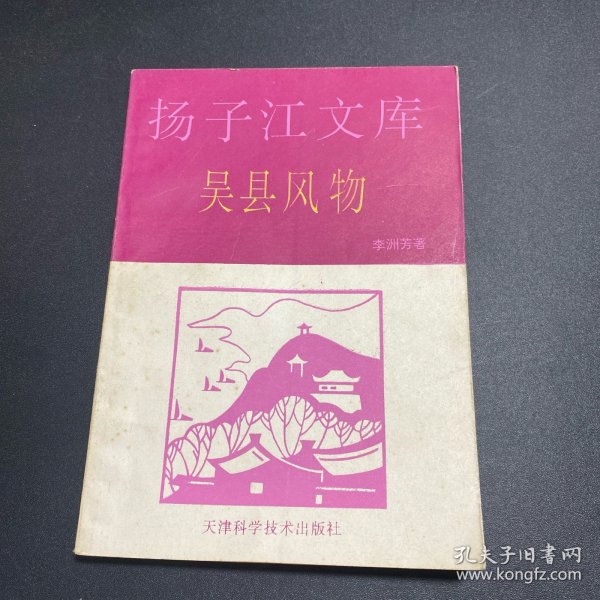 扬子江文库
吴县风物
李洲芳著
天津科学技术出版社
孔夫子旧书网
www.kongfz.com